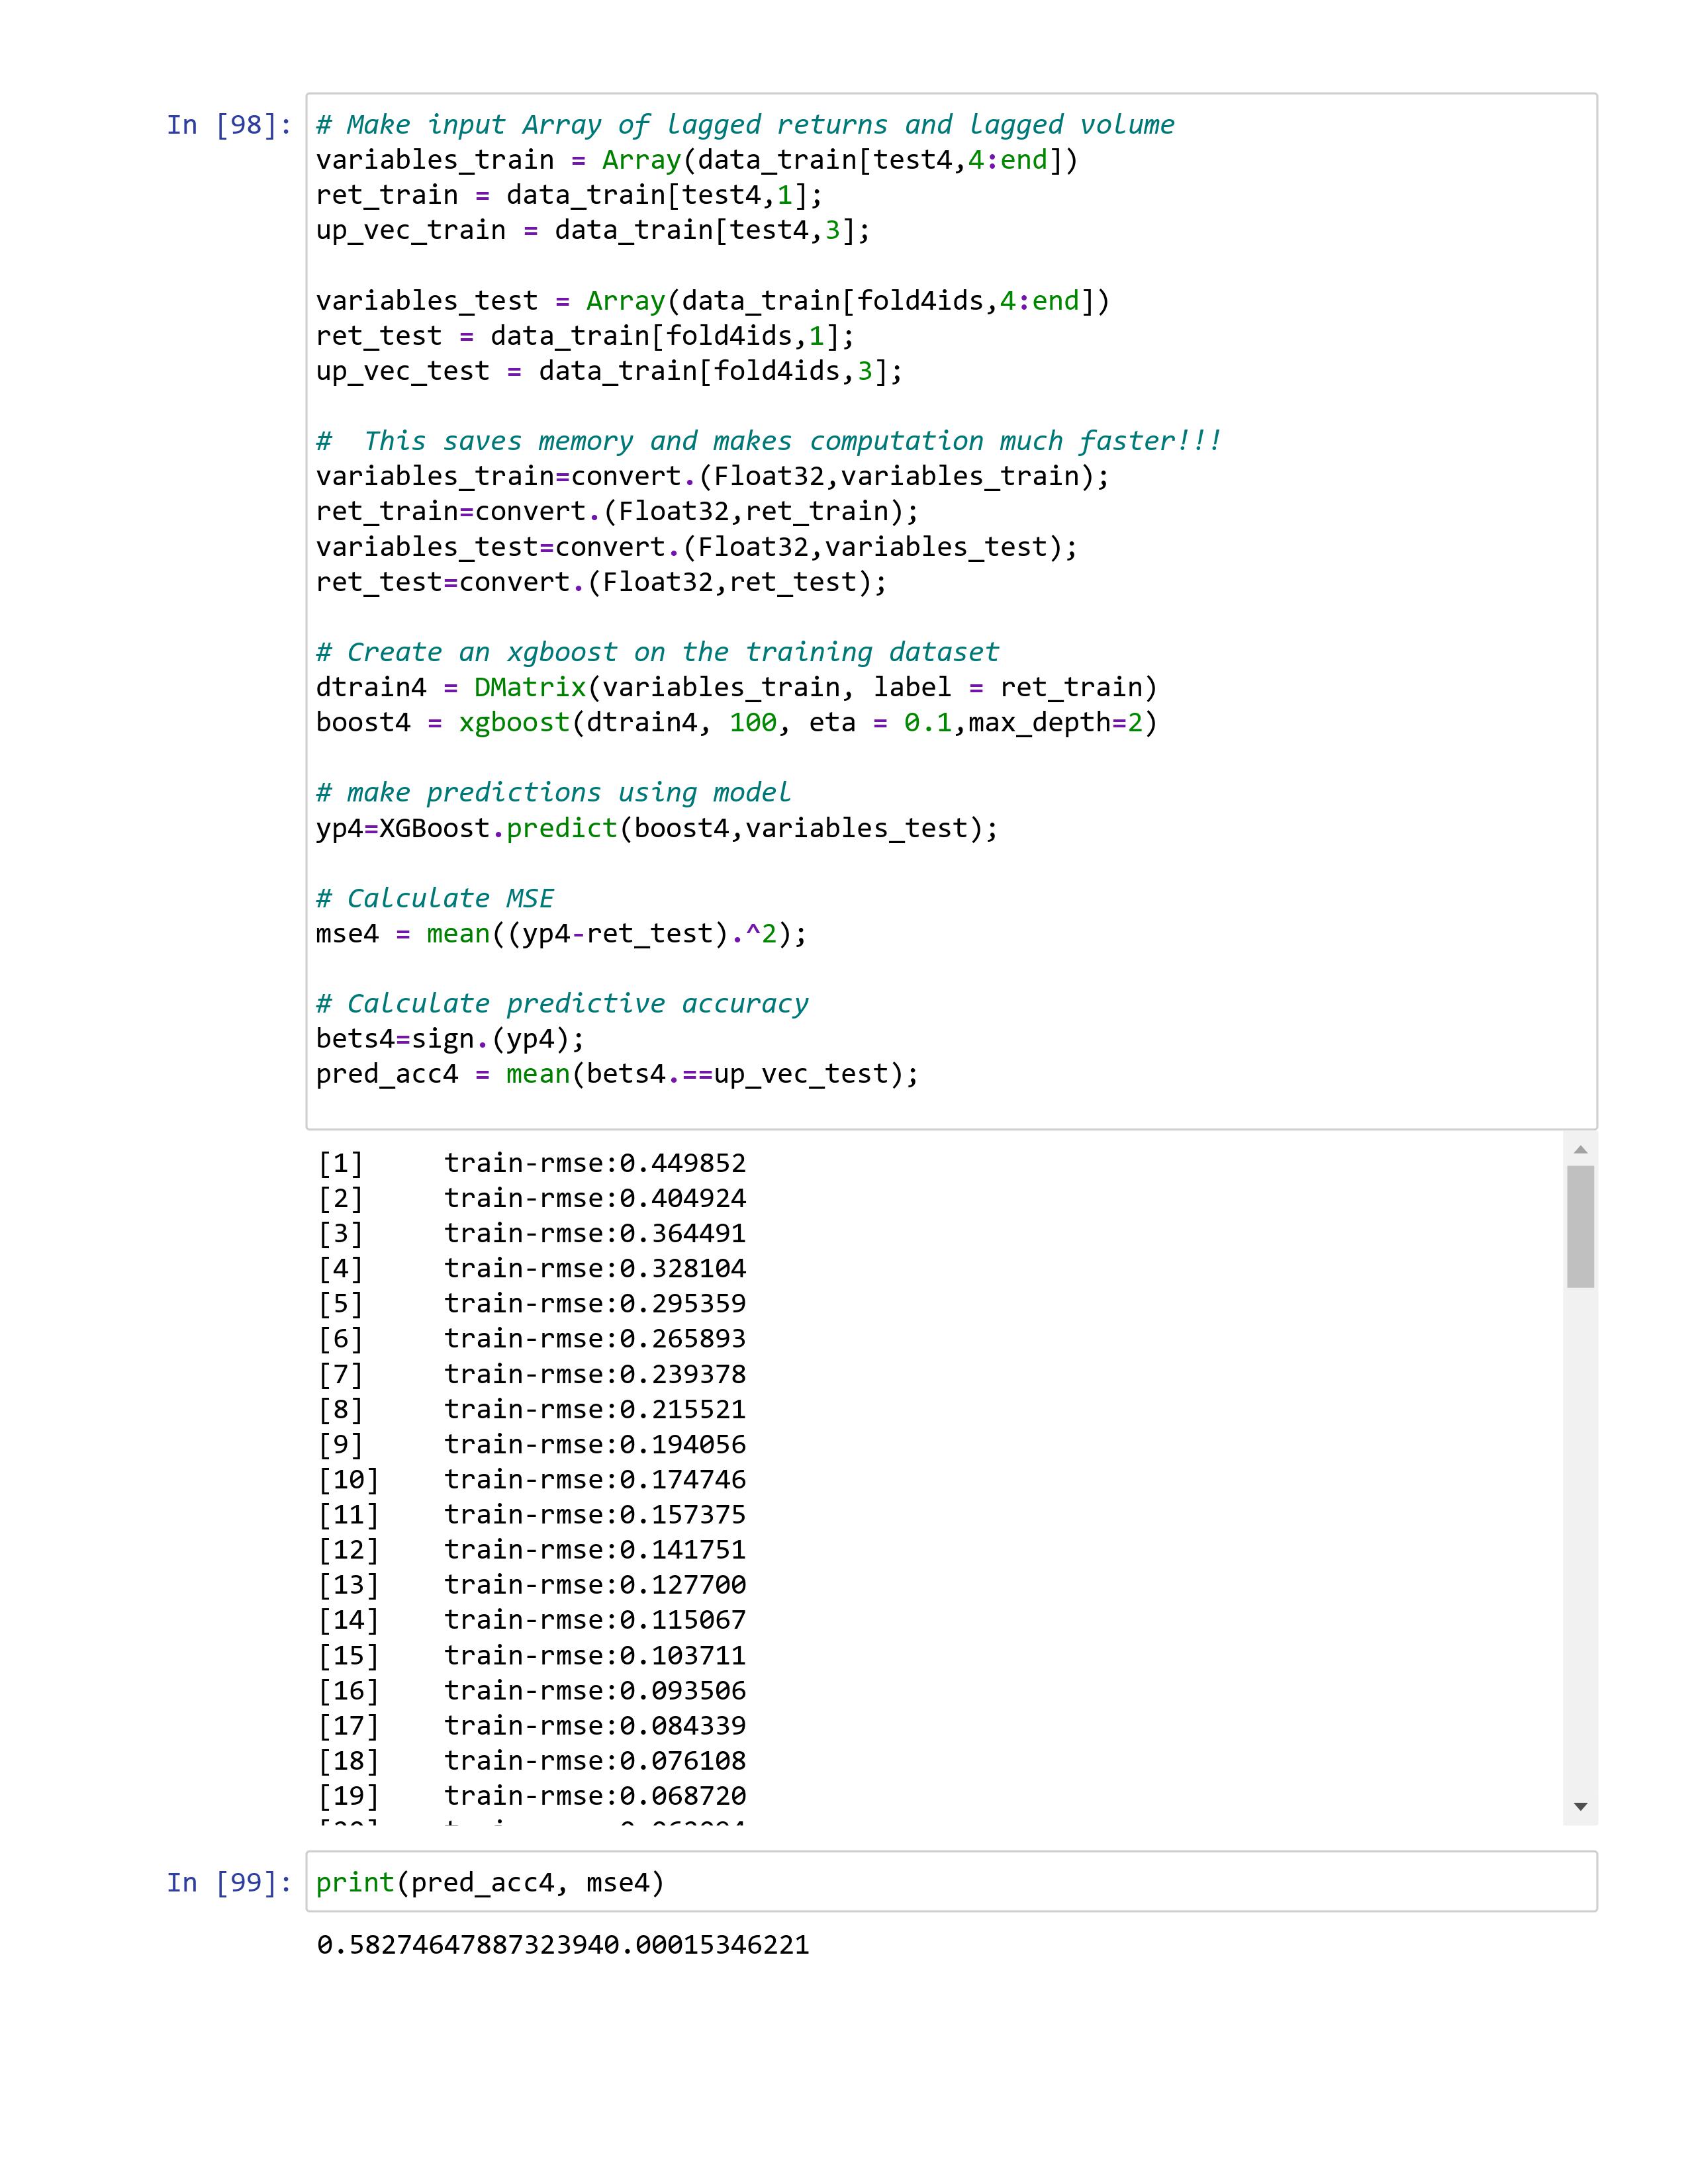 In [98]: # Make input Array of lagged returns and lagged volume
variables_train = Array(data_train[test4,4:end])
ret_train = data_train[test4,1];
up_vec_train = data_train[test4,3];
variables_test = Array(data_train[fold4ids,4:end])
ret_test = data_train[fold4ids,1];
up_vec_test = data_train[fold4ids,3];
#  This saves memory and makes computation much faster!!!
variables_train=convert.(Float32,variables_train);
ret_train=convert.(Float32,ret_train);
variables_test=convert.(Float32,variables_test);
ret_test=convert.(Float32,ret_test);
# Create an xgboost on the training dataset
dtrain4 = DMatrix(variables_train, label = ret_train)
boost4 = xgboost(dtrain4, 100, eta = 0.1,max_depth=2)
# make predictions using model
yp4=XGBoost.predict(boost4,variables_test);
# Calculate MSE
mse4 = mean((yp4-ret_test).^2);
# Calculate predictive accuracy
bets4=sign.(yp4);
pred_acc4 = mean(bets4.==up_vec_test);
[1]     train-rmse:0.449852
[2]     train-rmse:0.404924
[3]     train-rmse:0.364491
[4]     train-rmse:0.328104
[5]     train-rmse:0.295359
[6]     train-rmse:0.265893
[7]     train-rmse:0.239378
[8]     train-rmse:0.215521
[9]     train-rmse:0.194056
[10]    train-rmse:0.174746
[11]    train-rmse:0.157375
[12]    train-rmse:0.141751
[13]    train-rmse:0.127700
[14]    train-rmse:0.115067
[15]    train-rmse:0.103711
[16]    train-rmse:0.093506
[17]    train-rmse:0.084339
[18]    train-rmse:0.076108
[19]    train-rmse:0.068720
In [99]: print(pred_acc4, mse4)
0.58274647887323940.00015346221